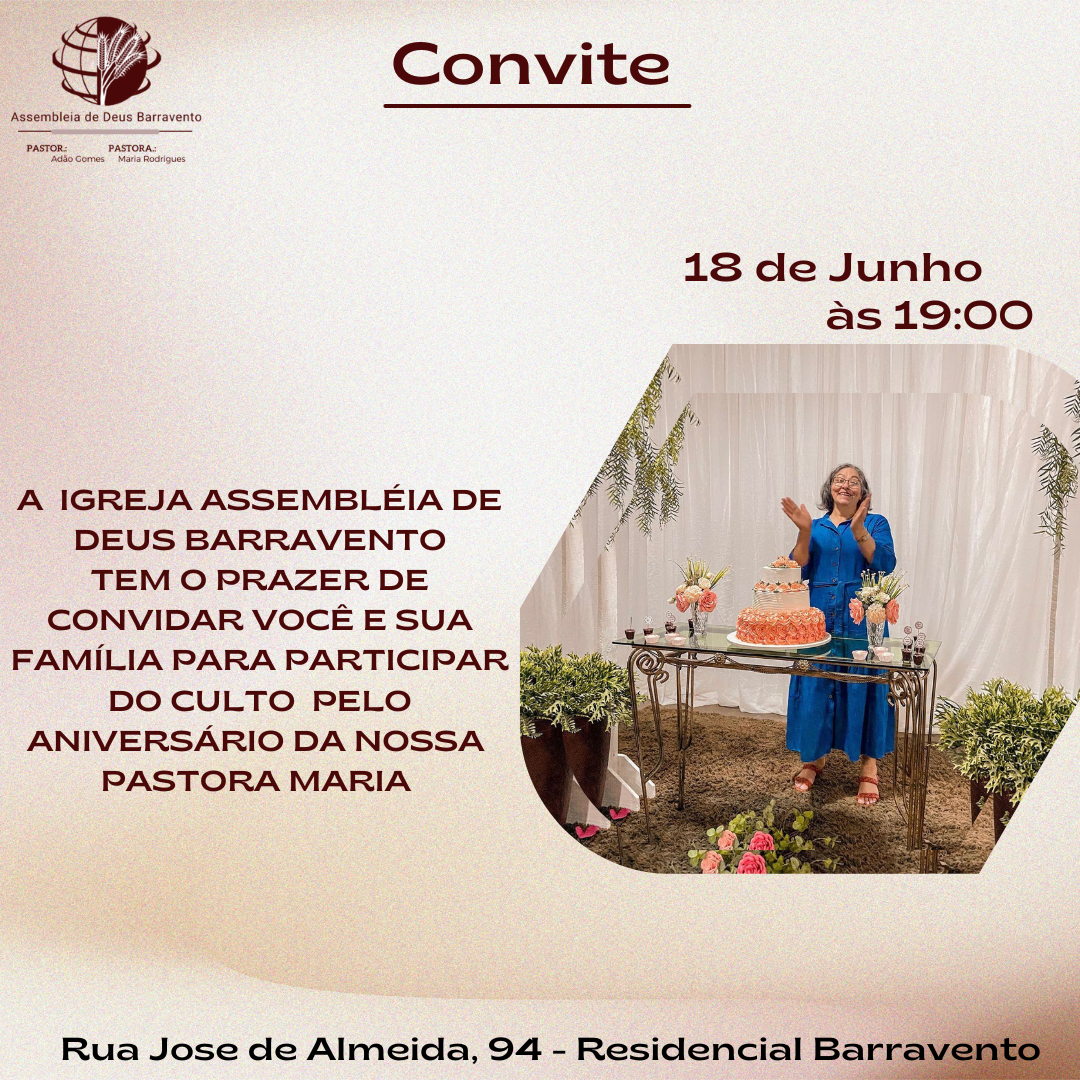 Convite
Assembleia de Deus Barravento
PASTOR.: PASTORA.:
Adão Gomes Maria Rodrigues
18 de Junho
às 19:00
A IGREJA ASSEMBLÉIA DE
DEUS BARRAVENTO
TEM O PRAZER DE
CONVIDAR VOCÊ E SUA
FAMÍLIA PARA PARTICIPAR
DO CULTO PELO
ANIVERSÁRIO DA NOSSA
PASTORA MARIA
Rua Jose de Almeida, 94 - Residencial Barravento